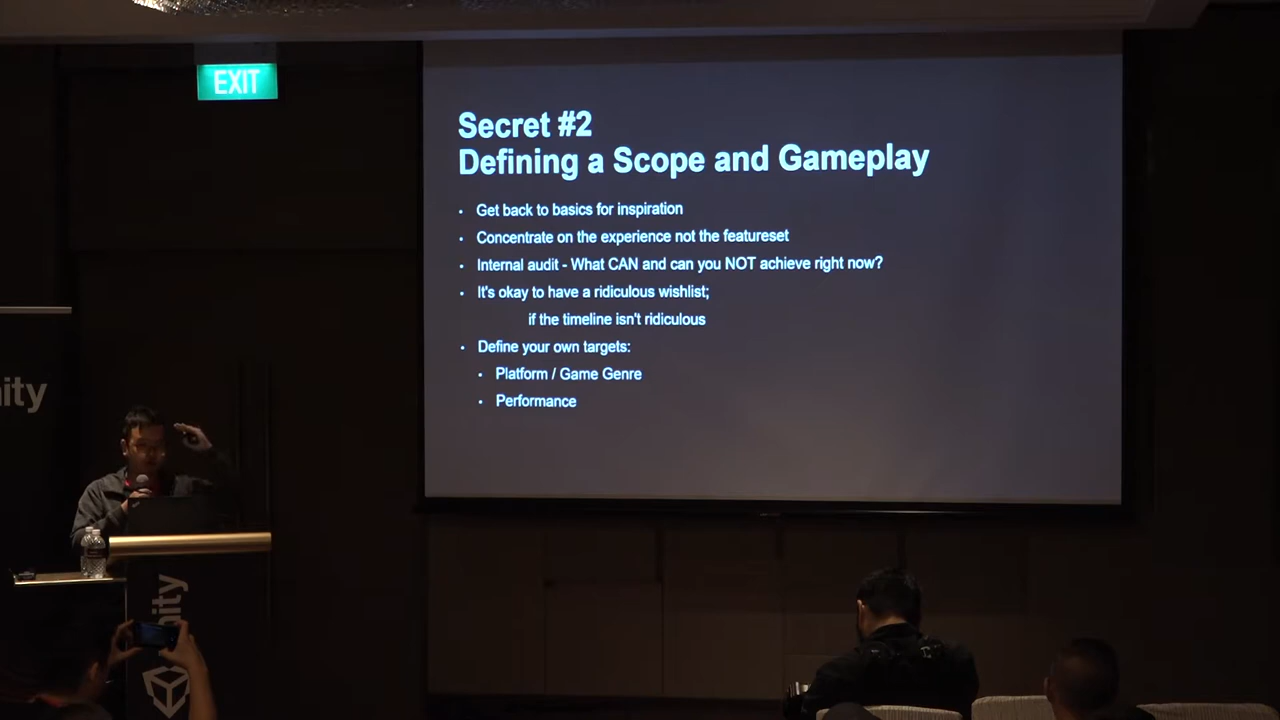 EXIT
Secret #2
Defining a Scope and Gameplay
• Get back to basics for inspiration
• Concentrate on the experience not the featureset
• Internal audit - What CAN and can you NOT achieve right now?
• It's okay to have a ridiculous wishlist;
if the timeline isn't ridiculous
• Define your own targets:
• Platform / Game Genre
• Performance
ity
ity